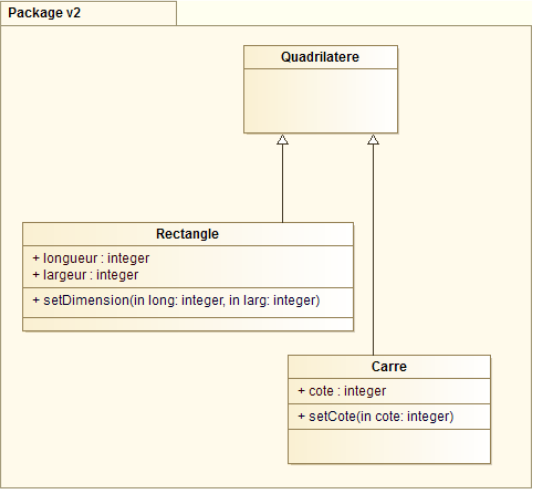 Package v2
Quadrilatere
Rectangle
+ longueur : integer
+ largeur : integer
+ setDimension(in long: integer, in larg: integer)
Carre
+ cote : integer
+ setCote(in cote: integer)